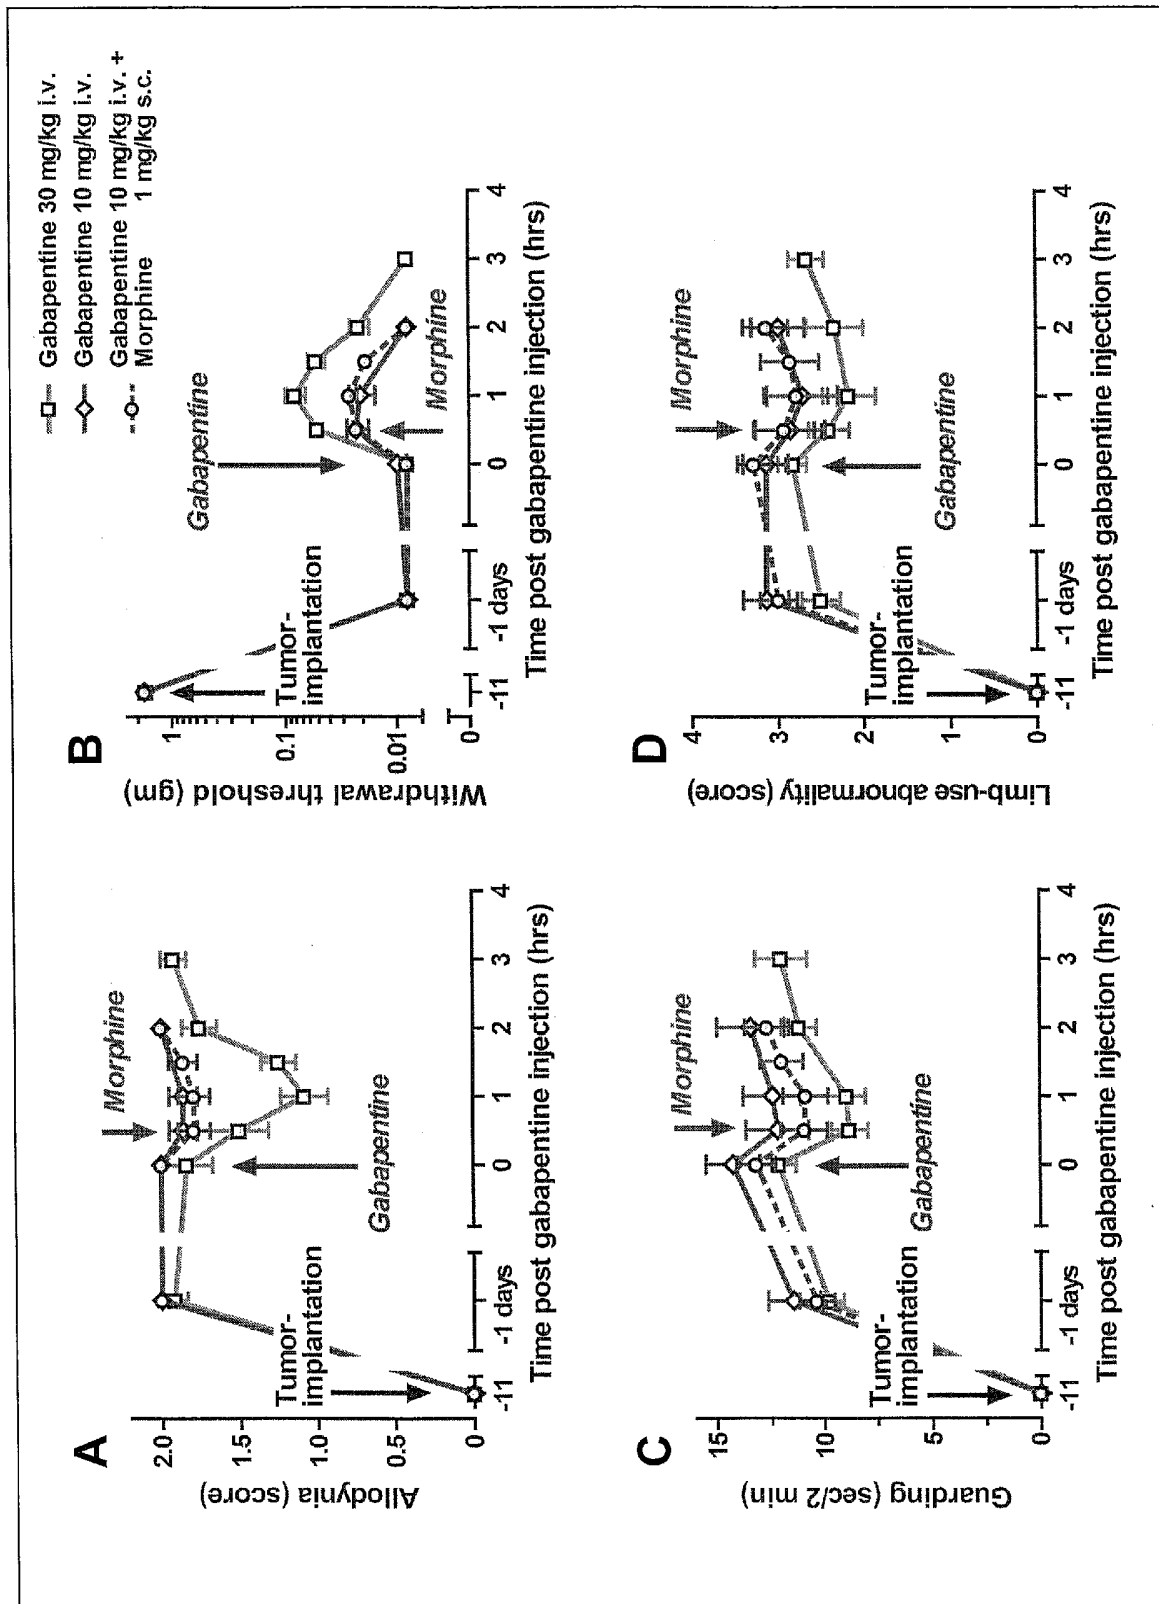 Gabapentine 30 mg/kg i.v.
Gabapentine 10 mg/kg i.v.
Gabapentine 10 mg/kg i.v. +
Morphine 1 mg/kg s.c.
A
Allodynia (score)
2.0
1.5
1.0
0.5
0
Morphine
Gabapentine
Tumor-
implantation
-11
-1 days
0
1
2
3
4
Time post gabapentine injection (hrs)
B
Withdrawal threshold (gm)
1
0.1
0.01
0
Gabapentine
Morphine
Tumor-
implantation
-11
-1 days
0
1
2
3
4
Time post gabapentine injection (hrs)
C
Guarding (sec/2 min)
15
10
5
0
Morphine
Gabapentine
Tumor-
implantation
-11
-1 days
0
1
2
3
4
Time post gabapentine injection (hrs)
D
Limb-use abnormality (score)
4
3
2
1
0
Morphine
Gabapentine
Tumor-
implantation
-11
-1 days
0
1
2
3
4
Time post gabapentine injection (hrs)